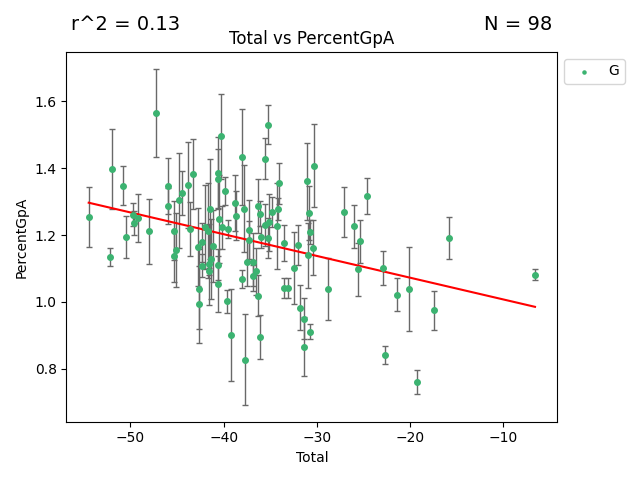 r^2 = 0.13
N = 98
Total vs PercentGpA
G
PercentGpA
1.6
1.4
1.2
1.0
0.8
−50
−40
−30
−20
−10
Total